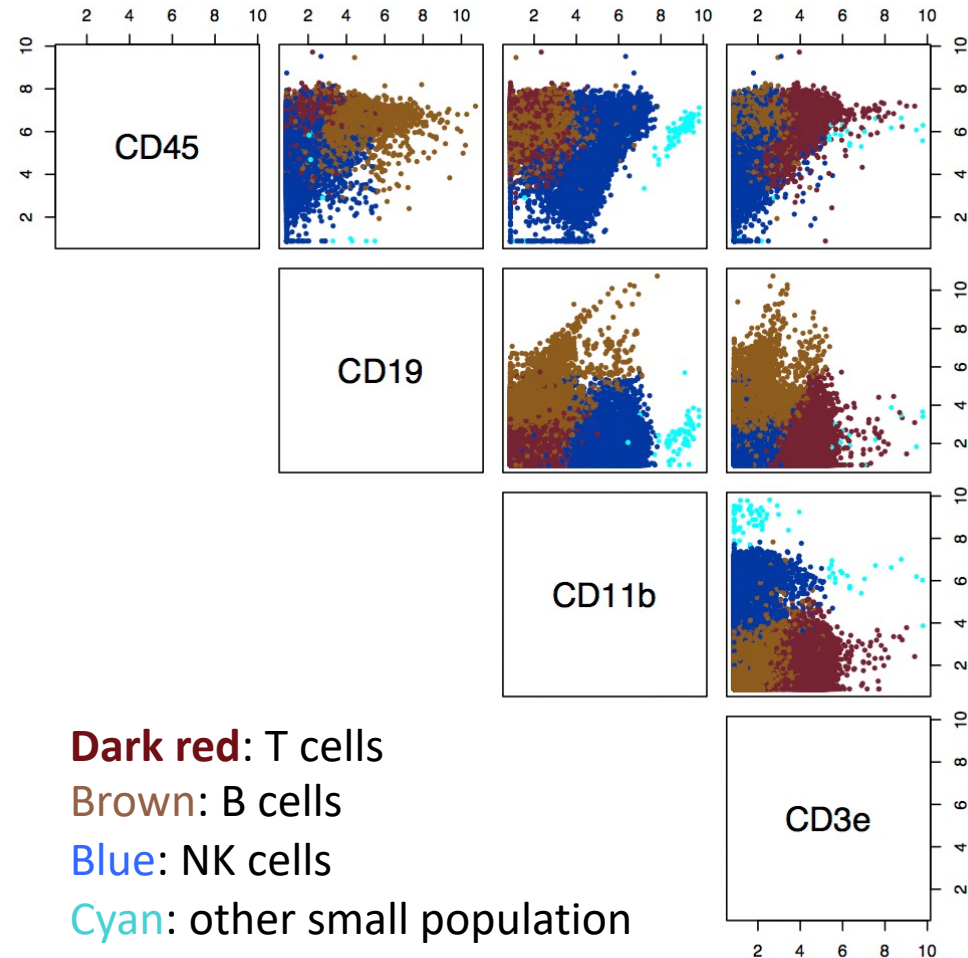 2 4 6 8 10 2 4 6 8 10 2 4 6 8 10 2 4 6 8 10
10
8
6
4
2
CD45
10
8
6
4
2
CD19
10
8
6
4
2
CD11b
10
8
6
4
2
CD3e
10
8
6
4
2
2 4 6 8 10
Dark red: T cells
Brown: B cells
Blue: NK cells
Cyan: other small population